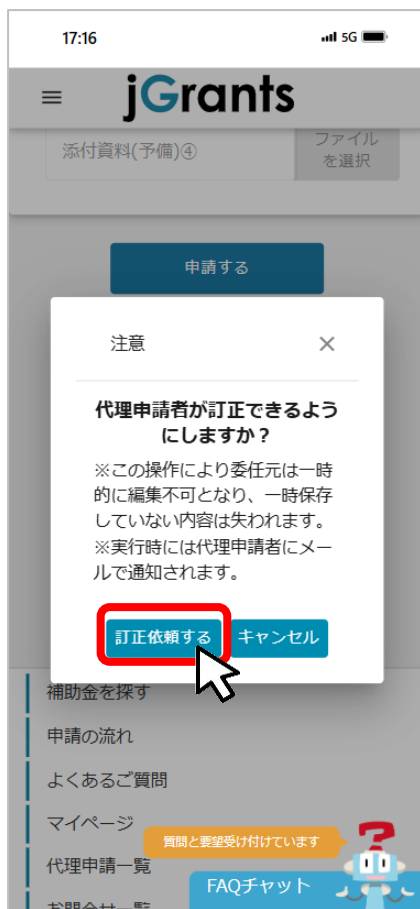 17:16
5G
jGrants
添付資料(予備)④
ファイル
を選択
申請する
注意
×
代理申請者が訂正できるよう
にしますか？
※この操作により委任元は一時
的に編集不可となり、一時保存
していない内容は失われます。
※実行時には代理申請者にメー
ルで通知されます。
訂正依頼する
キャンセル
補助金を探す
申請の流れ
よくあるご質問
マイページ
質問と要望受け付けています
代理申請一覧
FAQチャット
お問合せ一覧